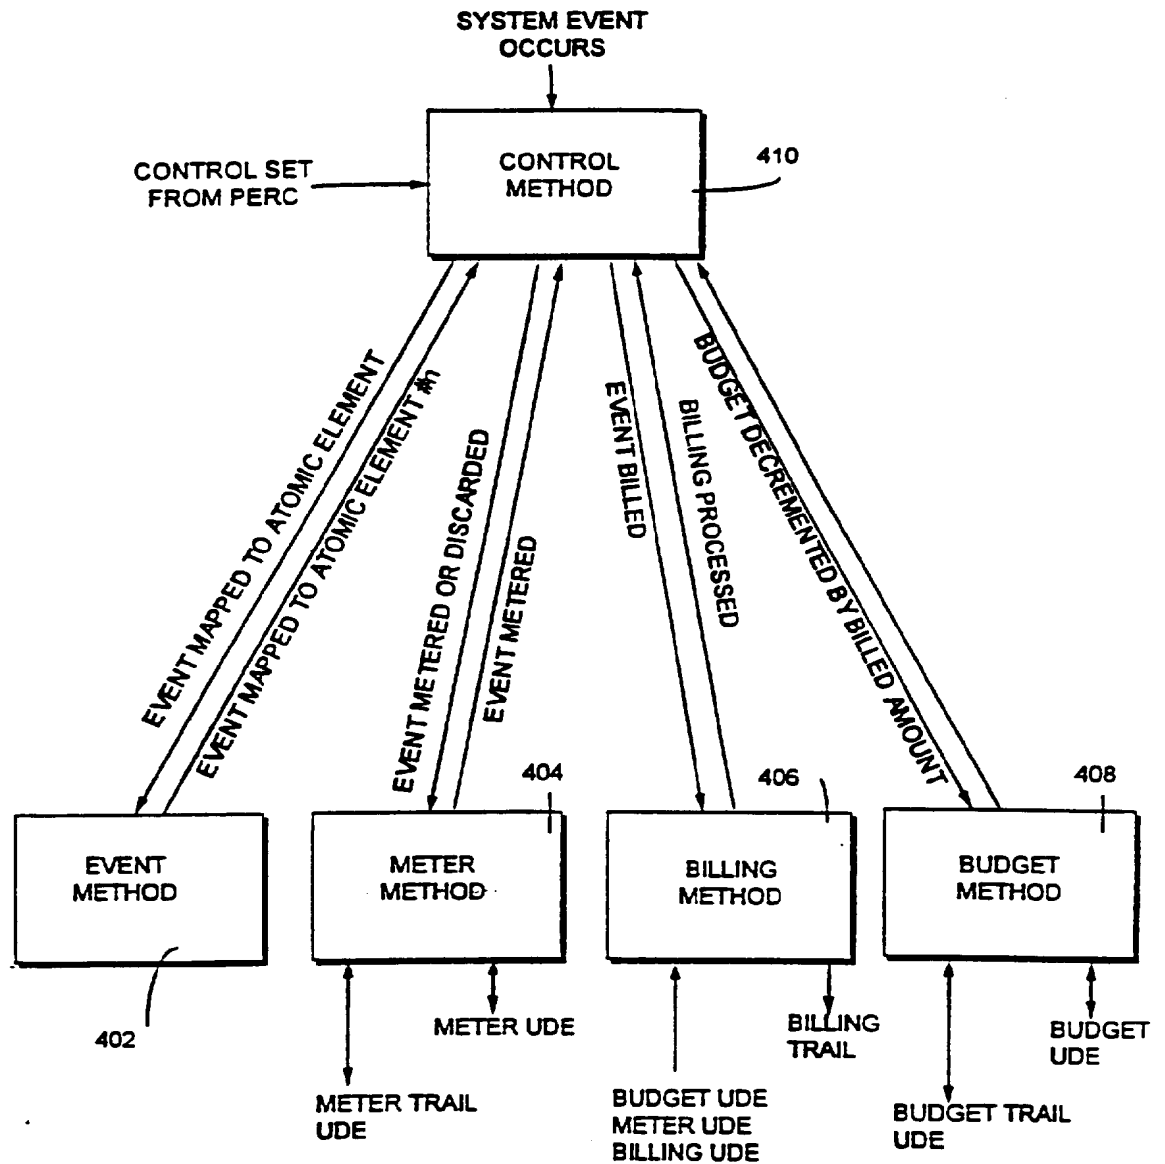 SYSTEM EVENT
OCCURS
CONTROL SET
FROM PERC
CONTROL
METHOD
410
EVENT MAPPED TO ATOMIC ELEMENT
EVENT MAPPED TO ATOMIC ELEMENT #n
EVENT METERED OR DISCARDED
EVENT METERED
EVENT BILLED
BILLING PROCESSED
BUDGET DECREMENTED BY BILLED AMOUNT
EVENT
METHOD
402
METER
METHOD
404
BILLING
METHOD
406
BUDGET
METHOD
408
METER UDE
METER TRAIL
UDE
BUDGET UDE
METER UDE
BILLING UDE
BILLING
TRAIL
BUDGET TRAIL
UDE
BUDGET
UDE